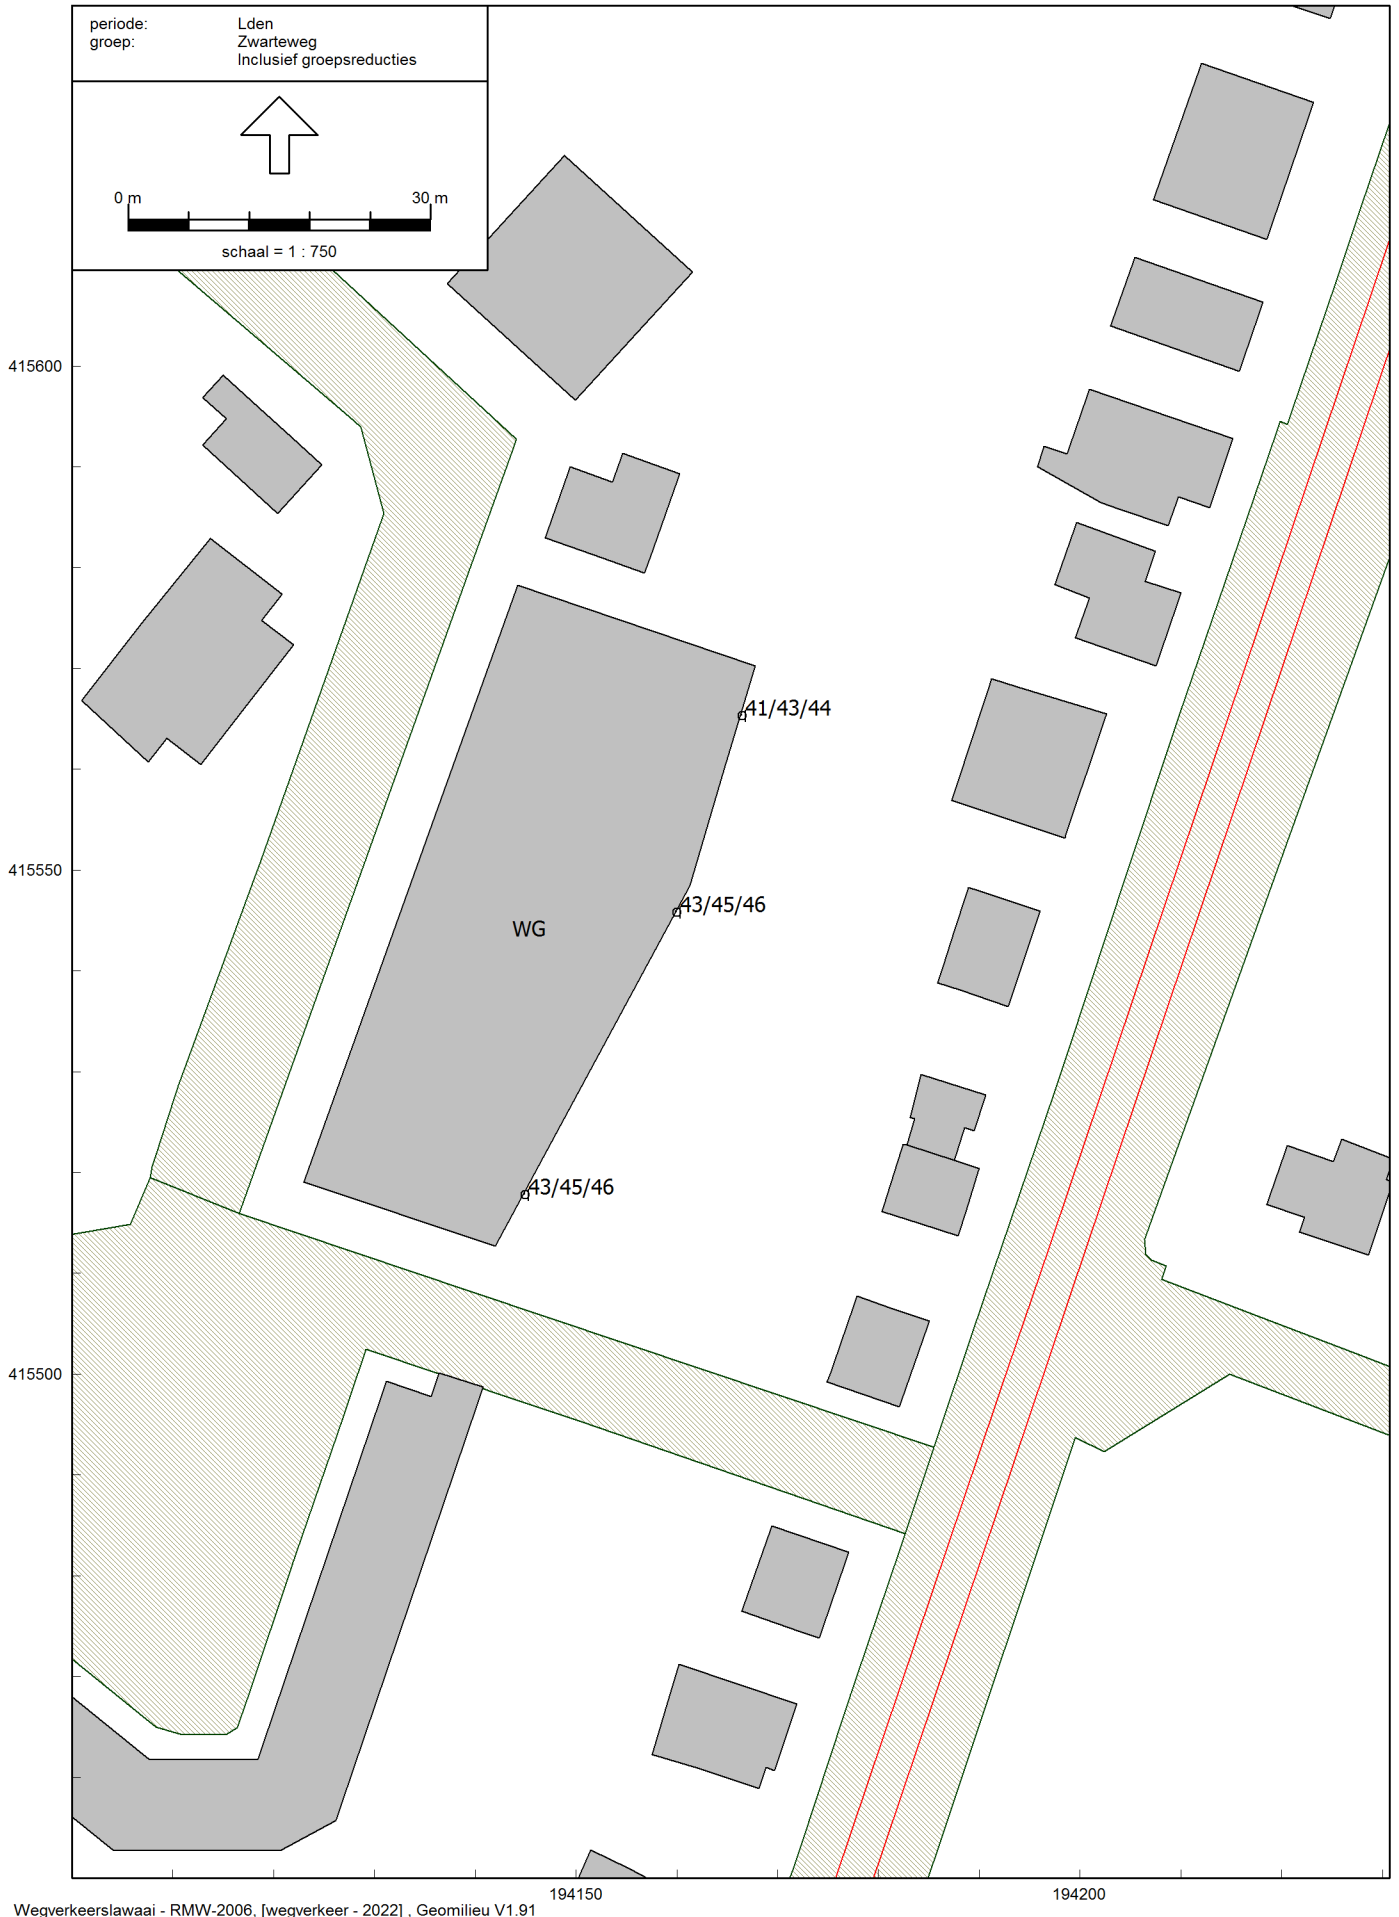 periode: Lden
groep: Zwarteweg
Inclusief groepsreducties
0 m 30 m
schaal = 1 : 750
415600
41/43/44
415550
43/45/46
WG
43/45/46
415500
194150 194200
Wegverkeerslawaai - RMW-2006, [wegverkeer - 2022] , Geomilieu V1.91